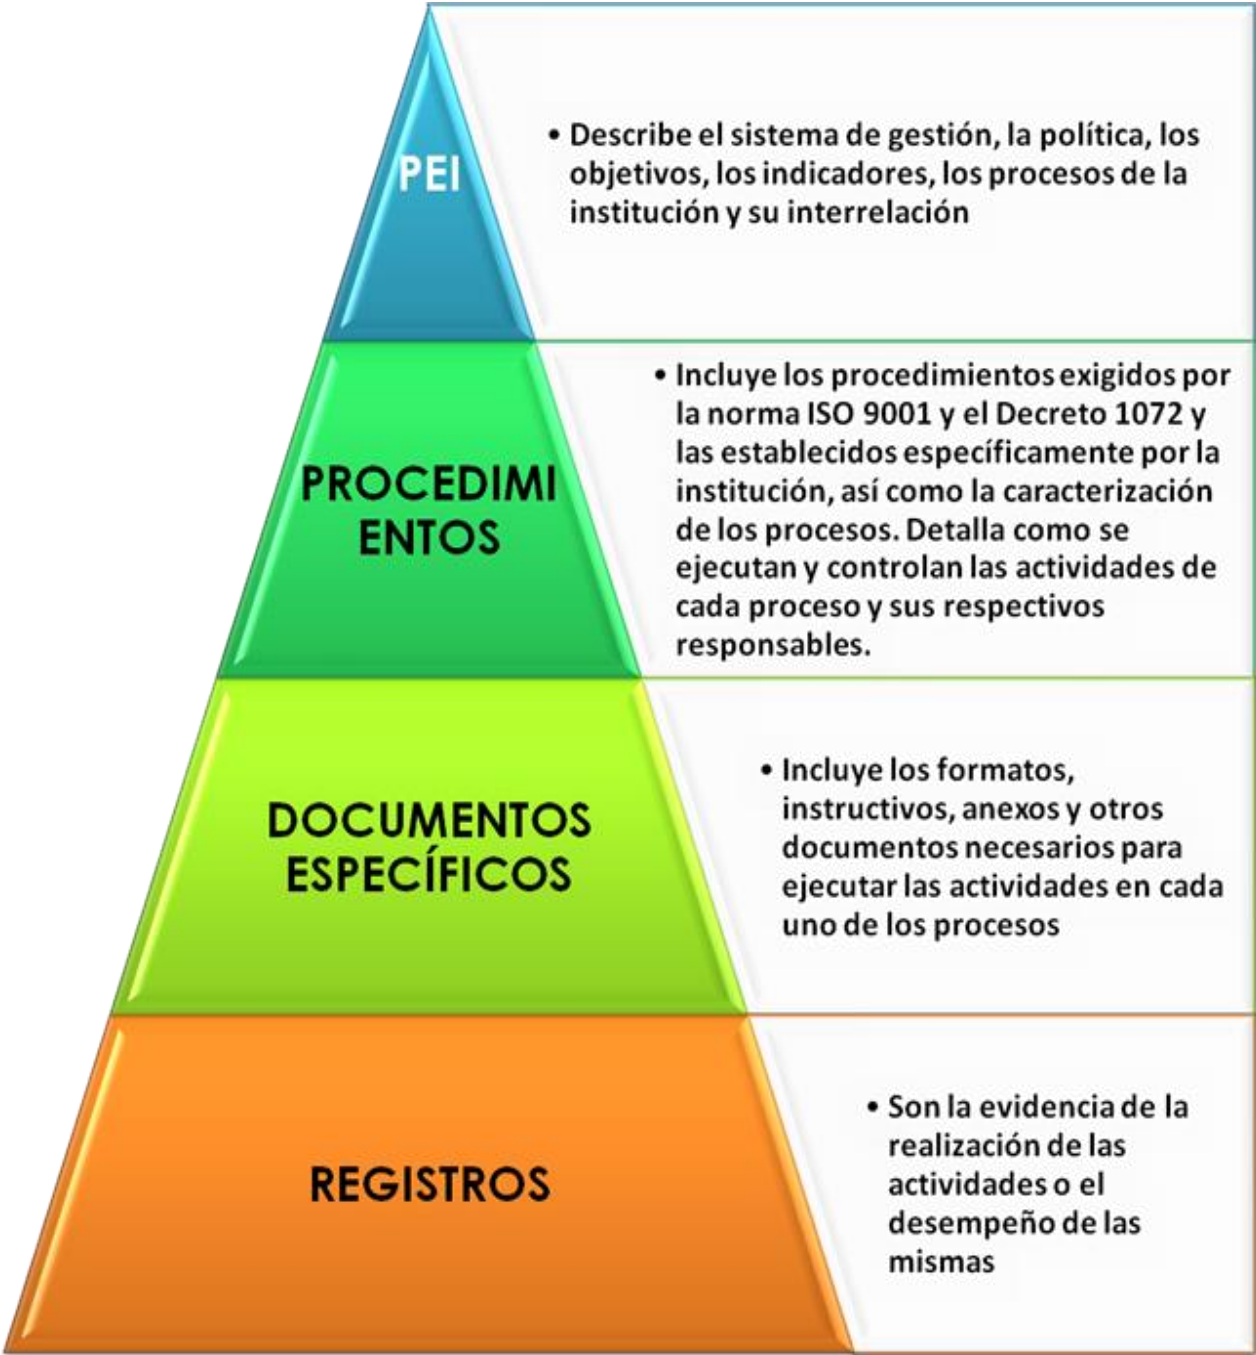 PEI
• Describe el sistema de gestión, la política, los
objetivos, los indicadores, los procesos de la
institución y su interrelación
PROCEDIMI
ENTOS
• Incluye los procedimientos exigidos por
la norma ISO 9001 y el Decreto 1072 y
las establecidos específicamente por la
institución, así como la caracterización
de los procesos. Detalla como se
ejecutan y controlan las actividades de
cada proceso y sus respectivos
responsables.
DOCUMENTOS
ESPECÍFICOS
• Incluye los formatos,
instructivos, anexos y otros
documentos necesarios para
ejecutar las actividades en cada
uno de los procesos
REGISTROS
• Son la evidencia de la
realización de las
actividades o el
desempeño de las
mismas